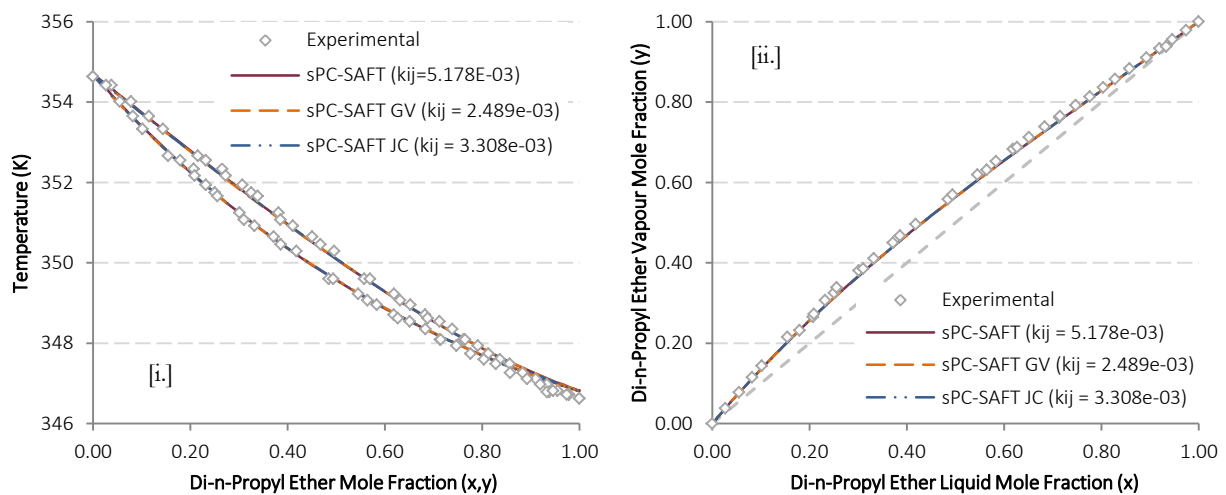 356
354
352
350
348
346
Temperature (K)
Experimental
sPC-SAFT (kij=5.178E-03)
sPC-SAFT GV (kij = 2.489e-03)
sPC-SAFT JC (kij = 3.308e-03)
[i.]
0.00 0.20 0.40 0.60 0.80 1.00
Di-n-Propyl Ether Mole Fraction (x,y)
1.00
0.80
0.60
0.40
0.20
0.00
Di-n-Propyl Ether Vapour Mole Fraction (y)
[ii.]
Experimental
sPC-SAFT (kij = 5.178e-03)
sPC-SAFT GV (kij = 2.489e-03)
sPC-SAFT JC (kij = 3.308e-03)
0.00 0.20 0.40 0.60 0.80 1.00
Di-n-Propyl Ether Liquid Mole Fraction (x)